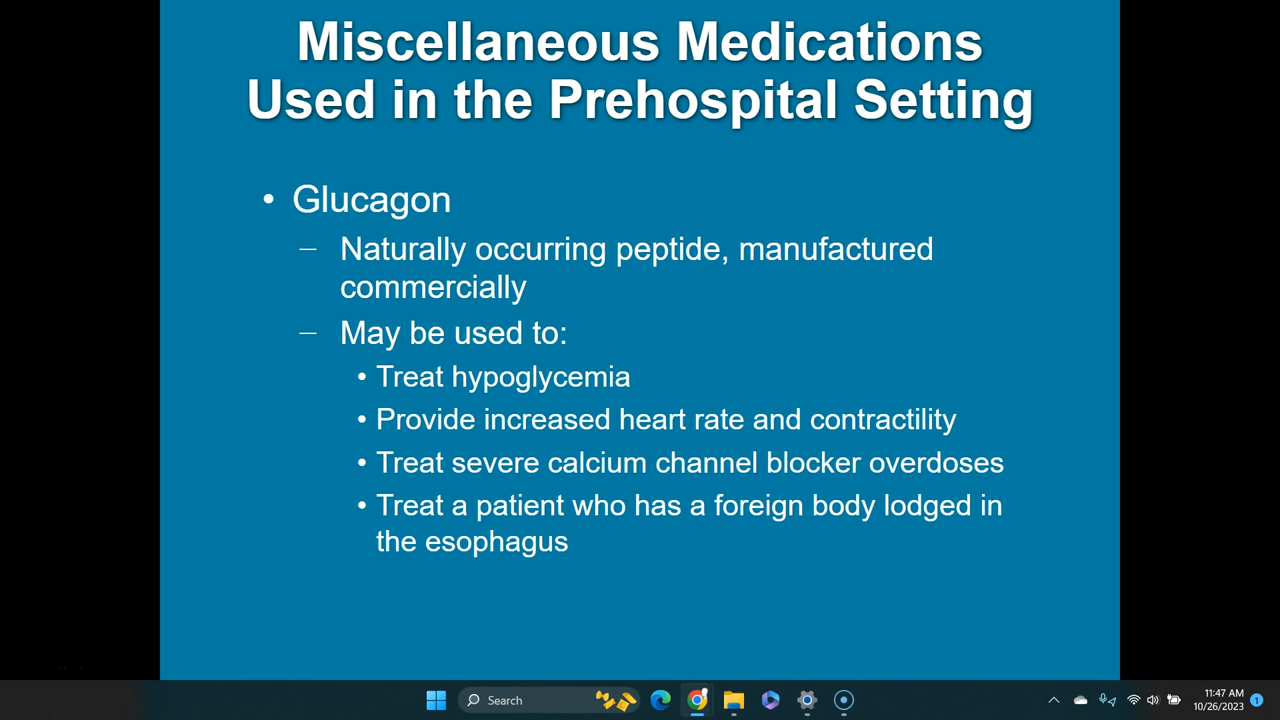 Miscellaneous Medications
Used in the Prehospital Setting
• Glucagon
– Naturally occurring peptide, manufactured
commercially
– May be used to:
• Treat hypoglycemia
• Provide increased heart rate and contractility
• Treat severe calcium channel blocker overdoses
• Treat a patient who has a foreign body lodged in
the esophagus
Search
11:47 AM
10/26/2023
1